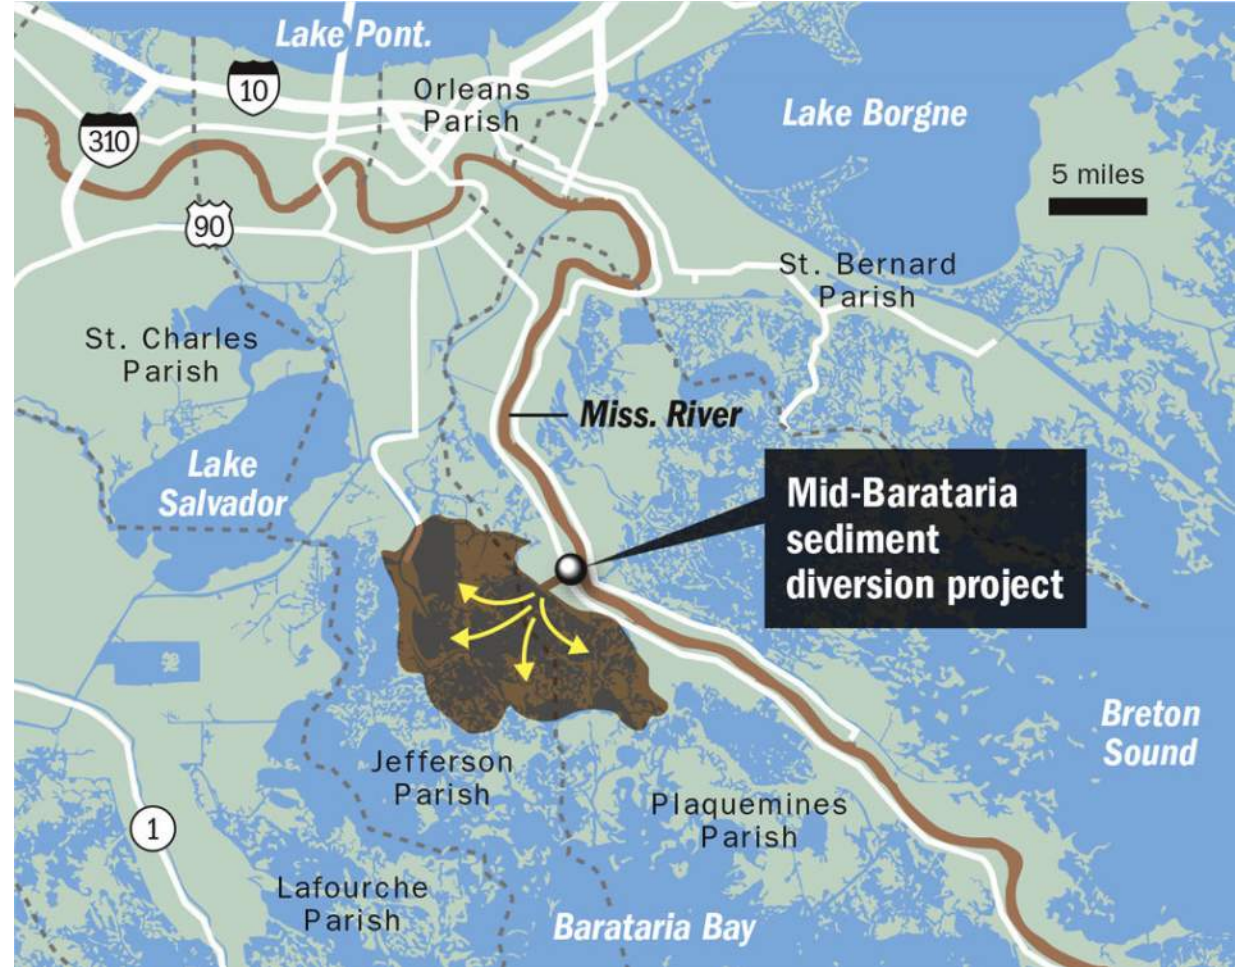 Lake Pont.
10
Orleans
Parish
310
Lake Borgne
5 miles
90
St. Bernard
Parish
St. Charles
Parish
Miss. River
Lake
Salvador
Mid-Barataria
sediment
diversion project
Breton
Sound
Jefferson
Parish
Plaquemines
Parish
1
Lafourche
Parish
Barataria Bay